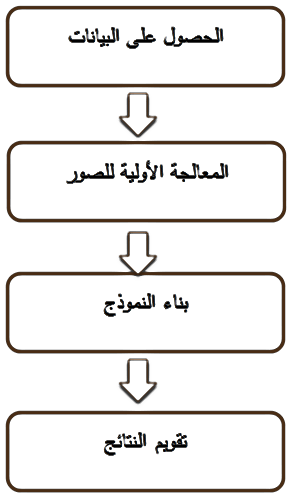 الحصول على البيانات
المعالجة الأولية للصور
بناء النموذج
تقويم النتائج